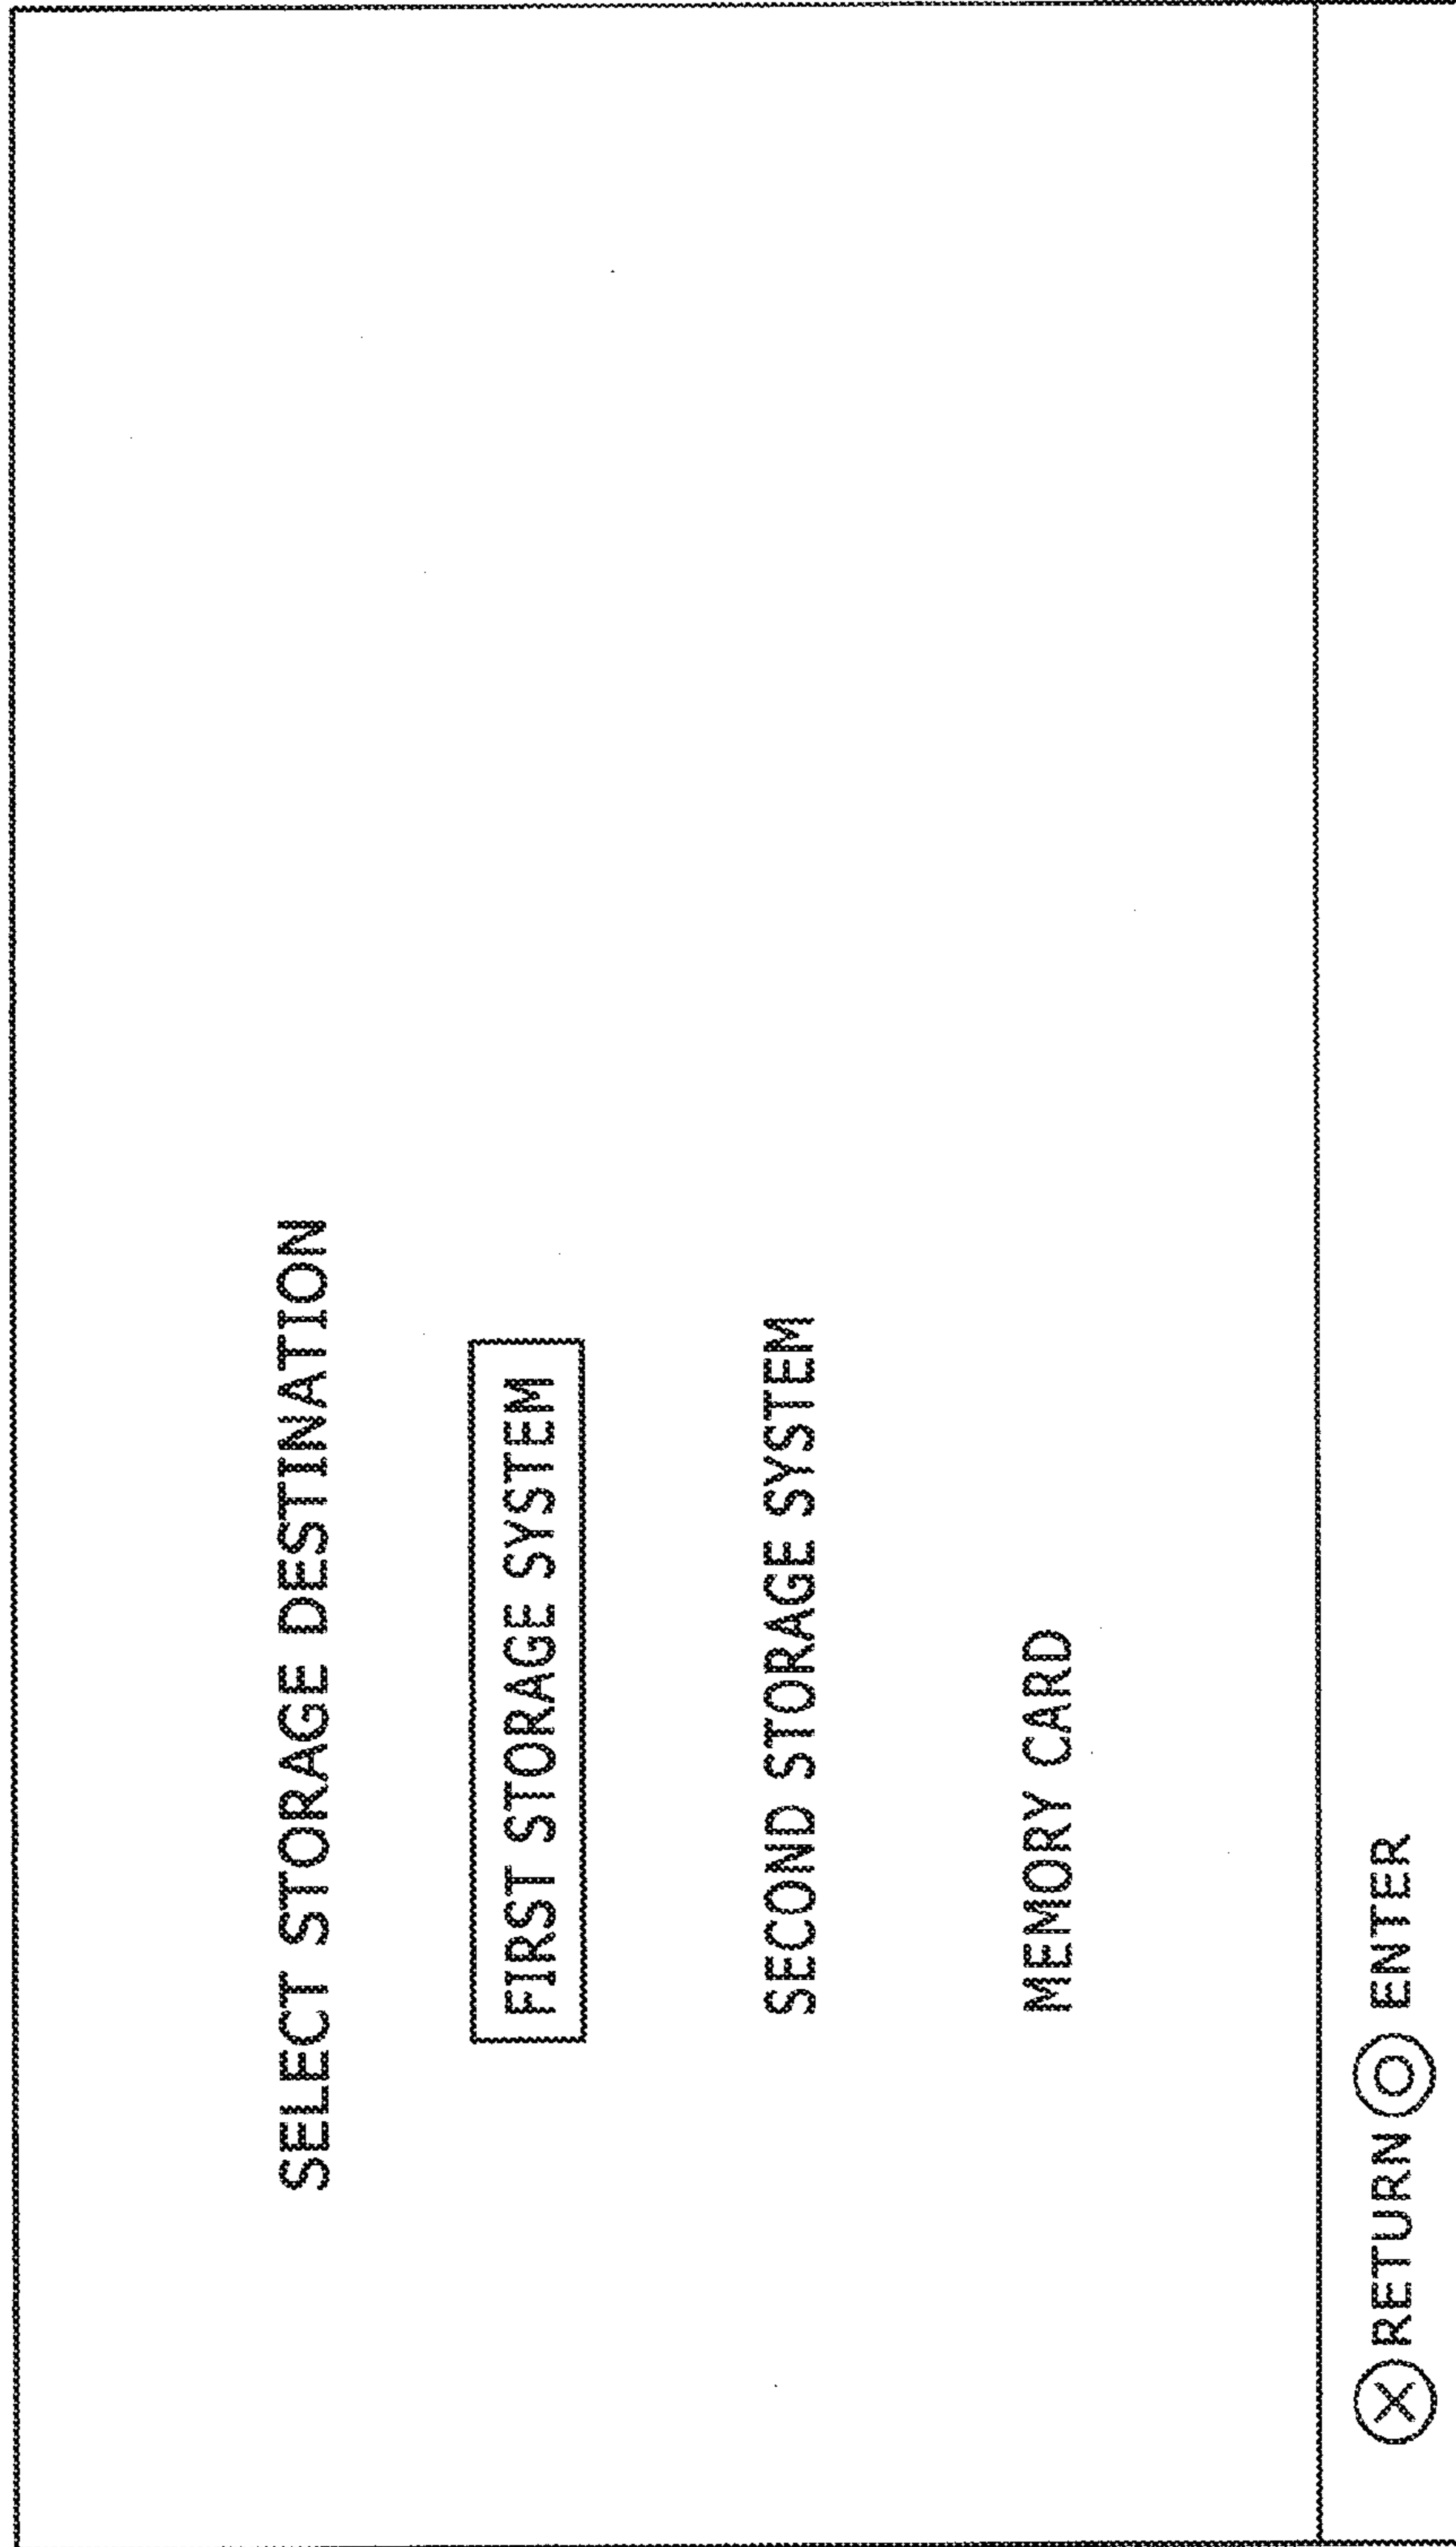 SELECT STORAGE DESTINATION
FIRST STORAGE SYSTEM
SECOND STORAGE SYSTEM
MEMORY CARD
RETURN ENTER